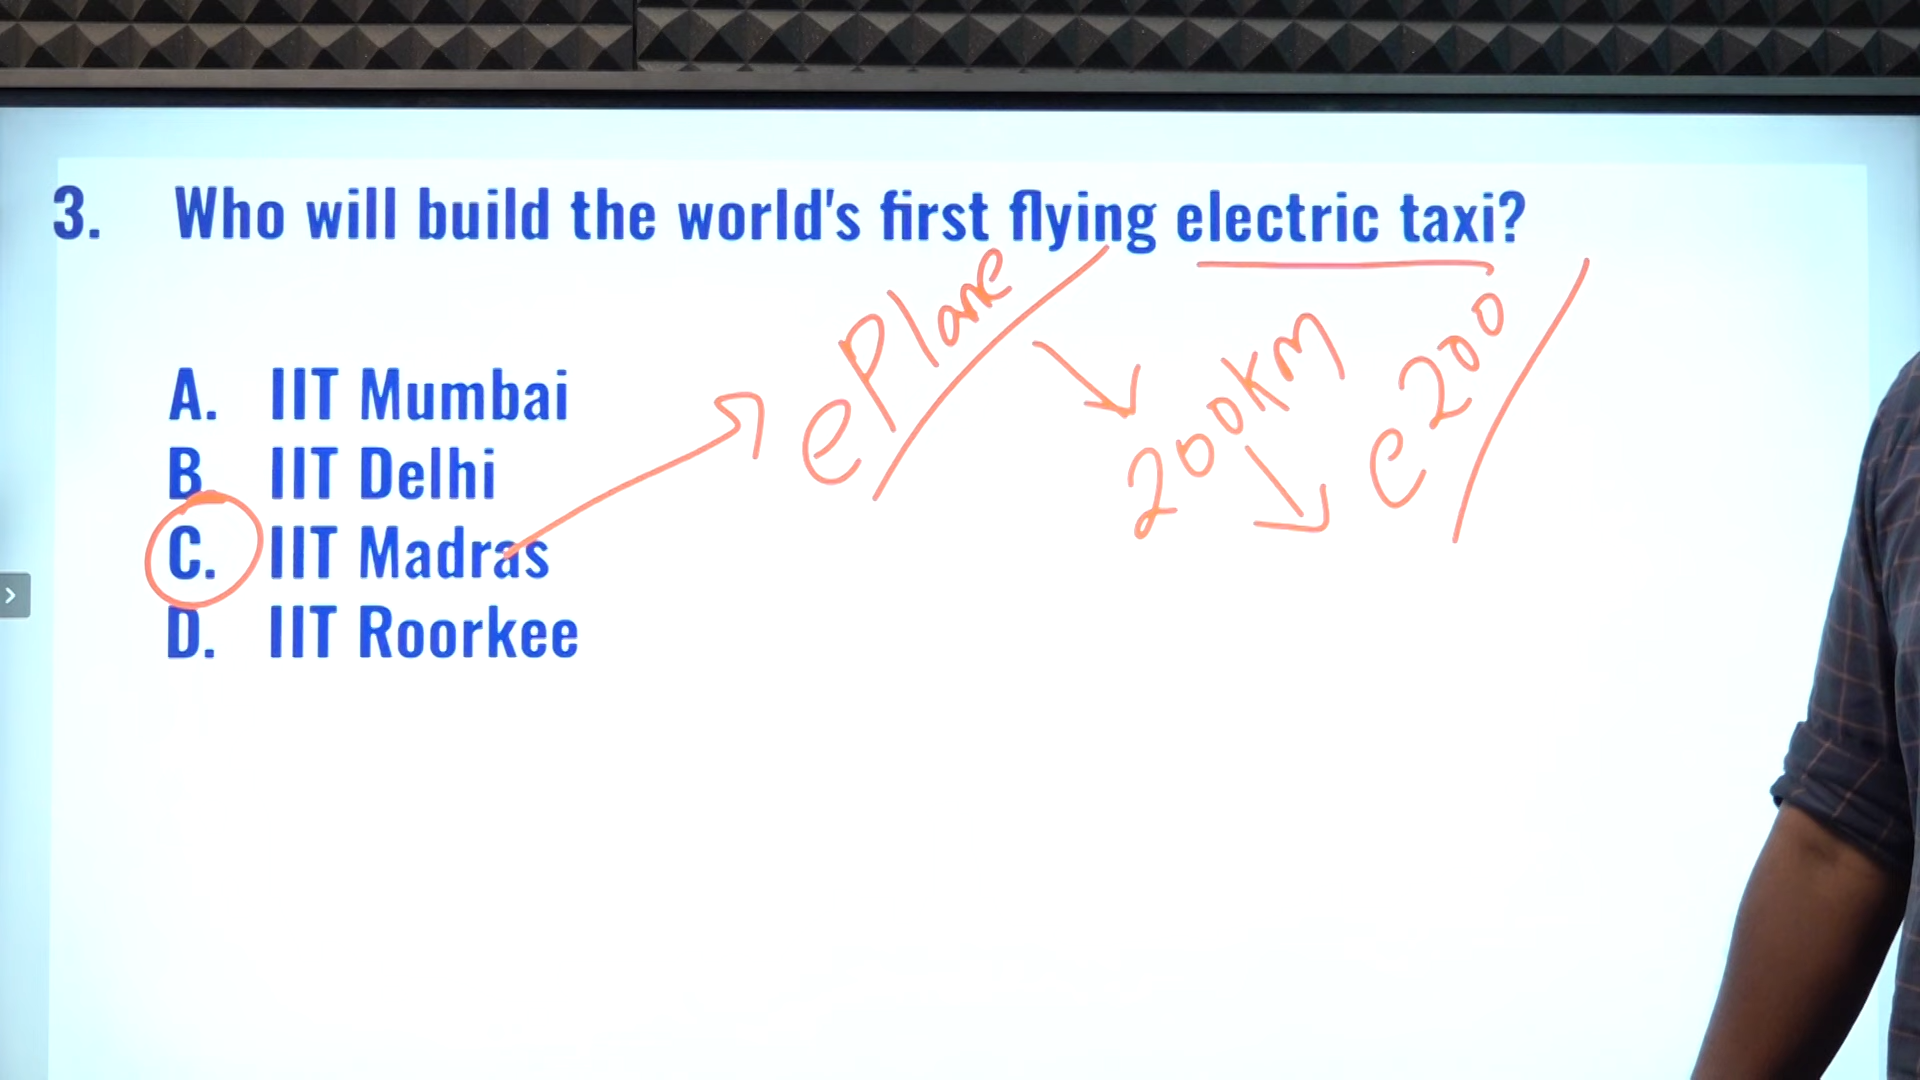 3. Who will build the world's first flying electric taxi?
ePlane
200KM
e200
A. IIT Mumbai
B. IIT Delhi
C. IIT Madras
D. IIT Roorkee